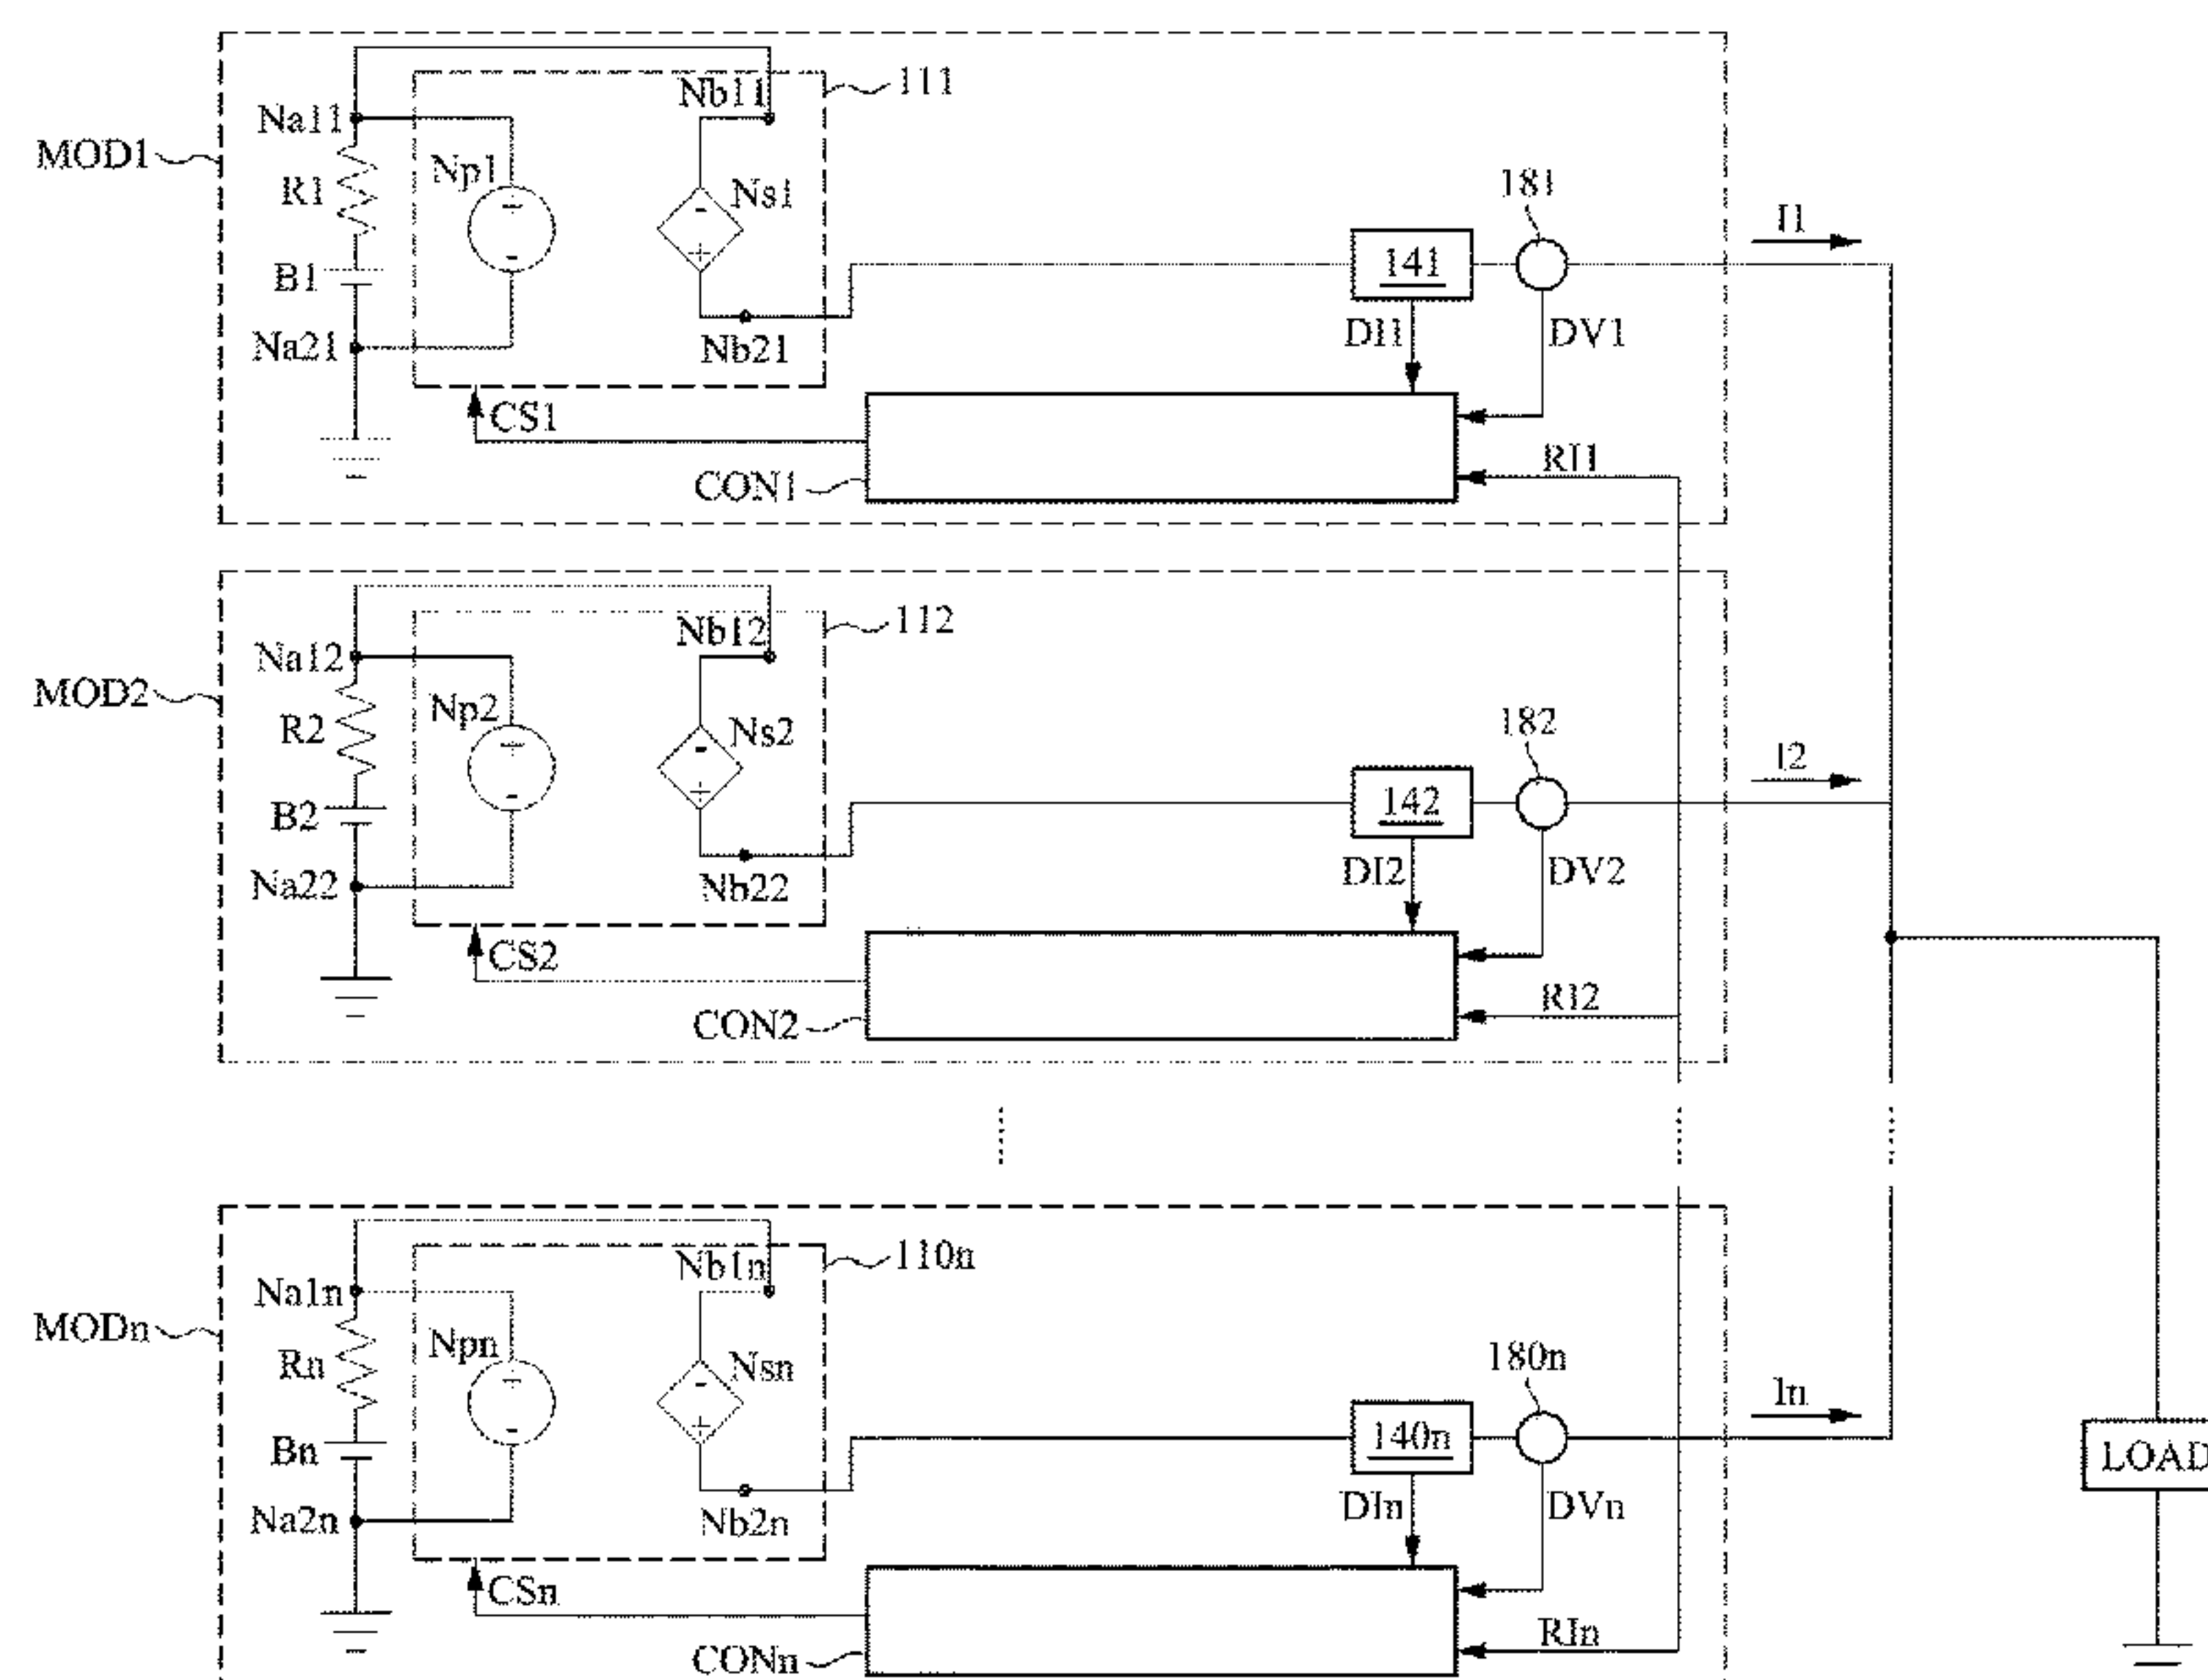 111
Nb11
Na11
MOD1
Np1
R1
Ns1
181
I1
B1
141
Na21
Nb21
DI1
DV1
CS1
CON1
RI1
112
Nb12
Na12
MOD2
Np2
R2
Ns2
182
I2
B2
142
Na22
Nb22
DI2
DV2
CS2
CON2
RI2
110n
Nb1n
Na1n
MODn
Npn
Rn
Nsn
180n
In
Bn
140n
LOAD
Na2n
Nb2n
DIn
DVn
CSn
CONn
RIn